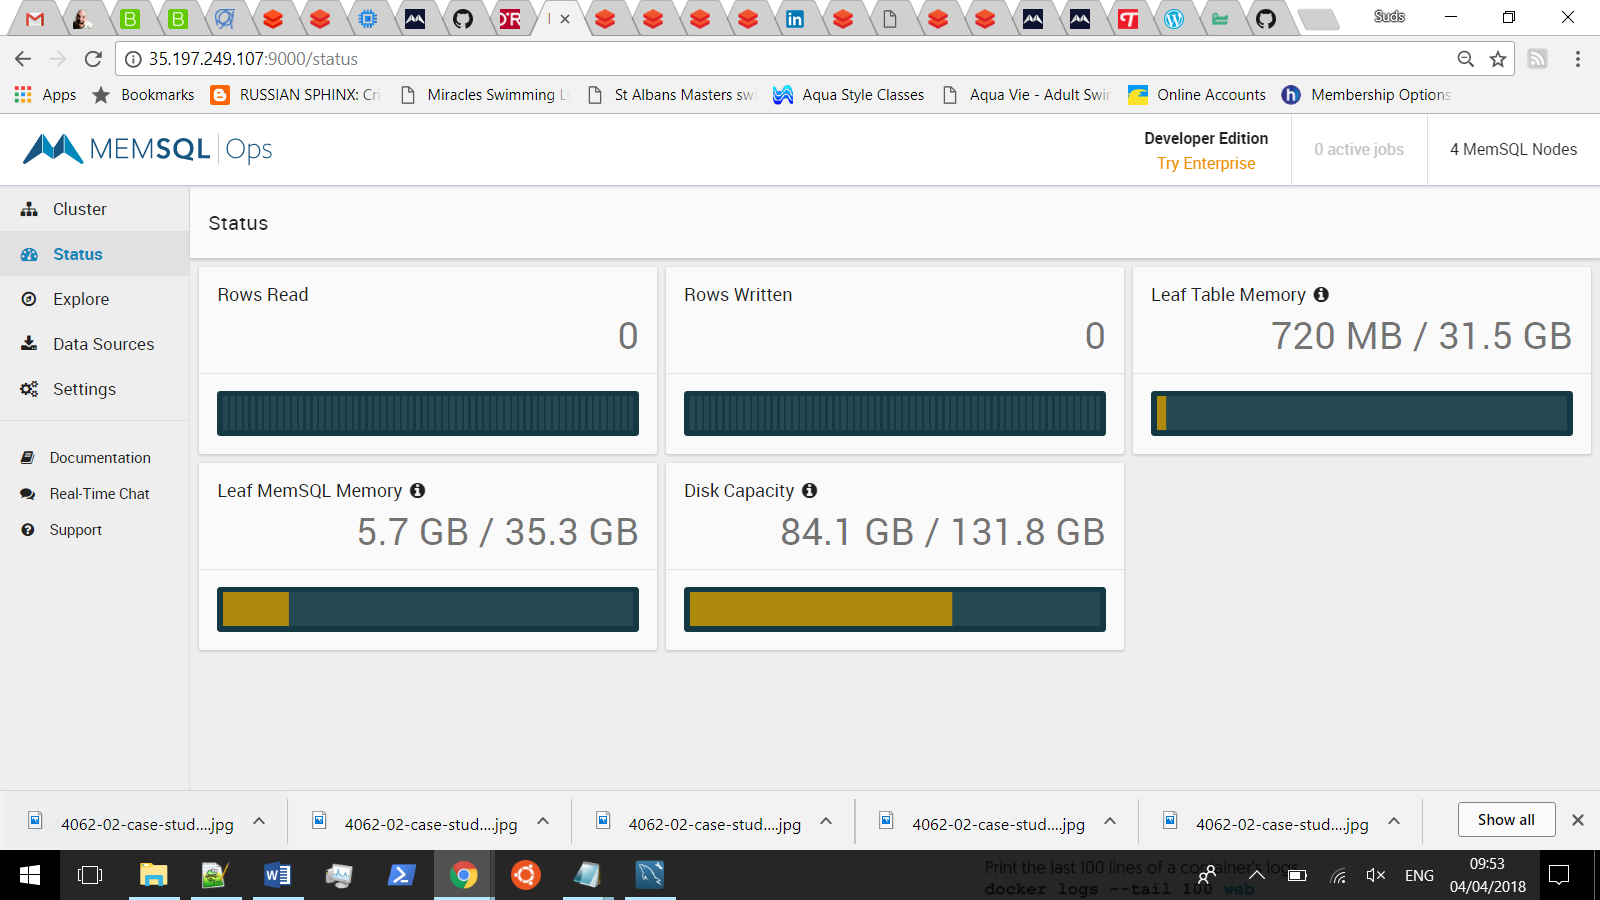 Suds
35.197.249.107:9000/status
Apps
Bookmarks
RUSSIAN SPHINX: Cri
Miracles Swimming L
St Albans Masters swi
Aqua Style Classes
Aqua Vie - Adult Swim
Online Accounts
Membership Options
MEMSQL Ops
Developer Edition
Try Enterprise
0 active jobs
4 MemSQL Nodes
Cluster
Status
Explore
Data Sources
Settings
Documentation
Real-Time Chat
Support
Status
Rows Read
0
Rows Written
0
Leaf Table Memory
720 MB / 31.5 GB
Leaf MemSQL Memory
5.7 GB / 35.3 GB
Disk Capacity
84.1 GB / 131.8 GB
4062-02-case-stud....jpg
4062-02-case-stud....jpg
4062-02-case-stud....jpg
4062-02-case-stud....jpg
4062-02-case-stud....jpg
Show all
Print the last 100 lines of a container's logs
docker logs --tail 100 web
ENG
09:53
04/04/2018